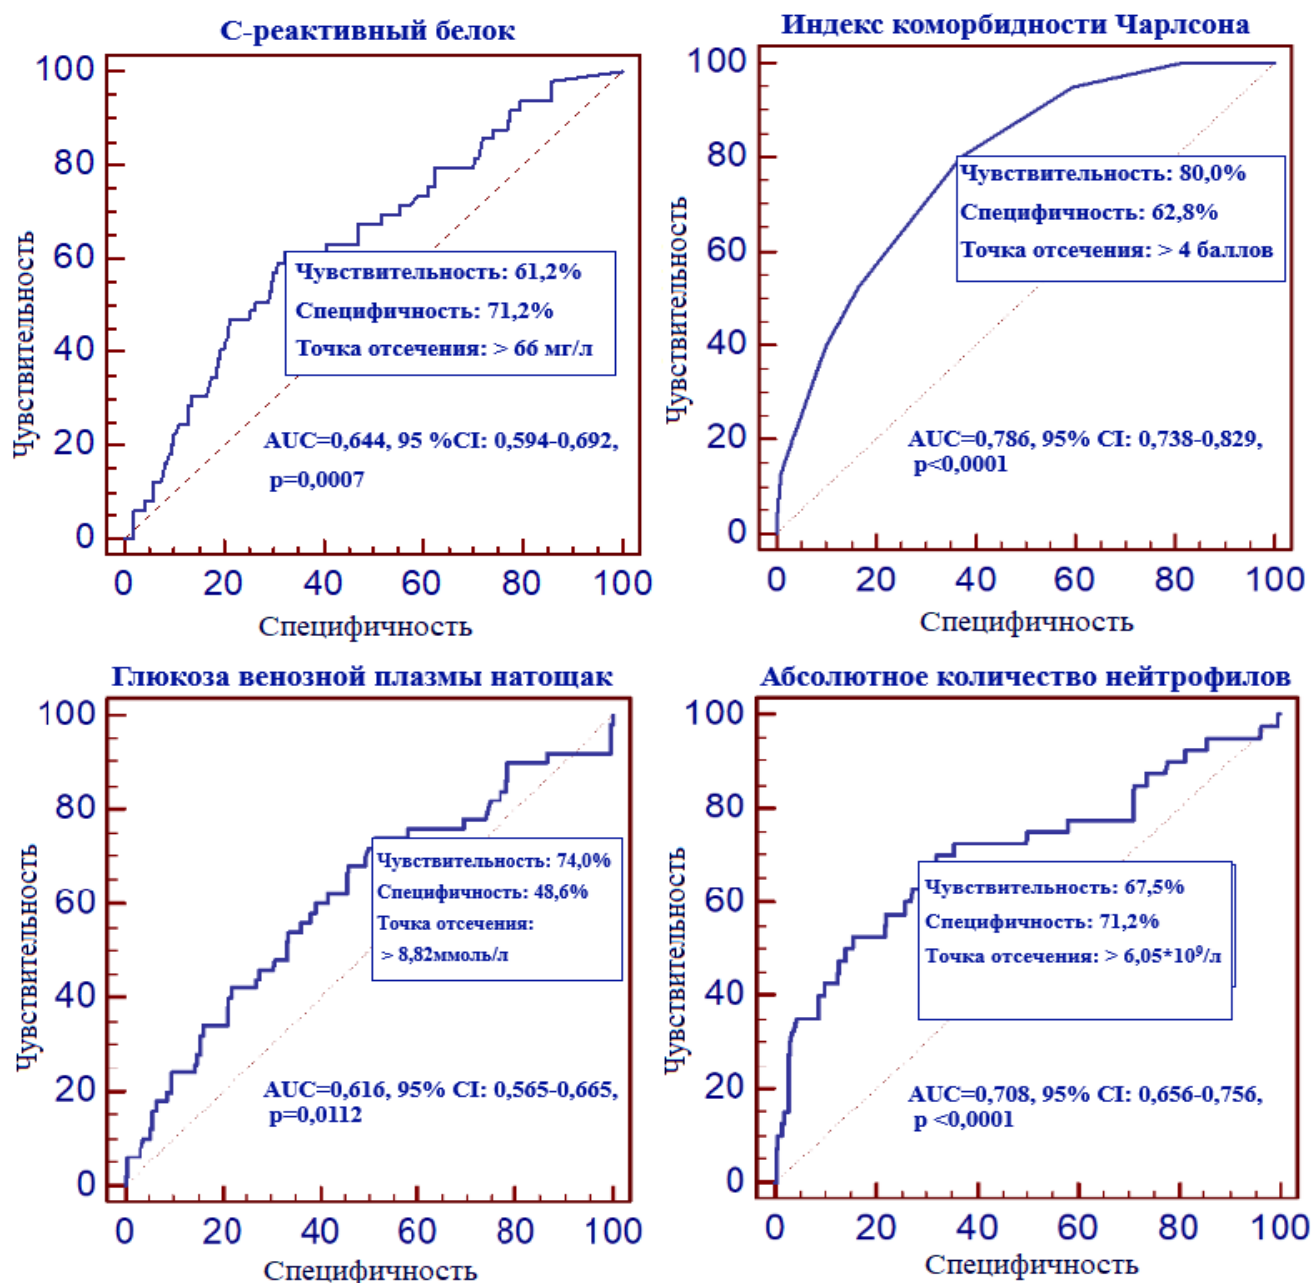 С-реактивный белок
Чувствительность
100
80
60
40
20
0
Чувствительность: 61,2%
Специфичность: 71,2%
Точка отсечения: > 66 мг/л
AUC=0,644, 95 %CI: 0,594-0,692,
p=0,0007
0 20 40 60 80 100
Специфичность
Индекс коморбидности Чарлсона
Чувствительность
100
80
60
40
20
0
Чувствительность: 80,0%
Специфичность: 62,8%
Точка отсечения: > 4 баллов
AUC=0,786, 95% CI: 0,738-0,829,
p<0,0001
0 20 40 60 80 100
Специфичность
Глюкоза венозной плазмы натощак
Чувствительность
100
80
60
40
20
0
Чувствительность: 74,0%
Специфичность: 48,6%
Точка отсечения:
> 8,82ммоль/л
AUC=0,616, 95% CI: 0,565-0,665,
p=0,0112
0 20 40 60 80 100
Специфичность
Абсолютное количество нейтрофилов
Чувствительность
100
80
60
40
20
0
Чувствительность: 67,5%
Специфичность: 71,2%
Точка отсечения: > 6,05*10⁹/л
AUC=0,708, 95% CI: 0,656-0,756,
p <0,0001
0 20 40 60 80 100
Специфичность